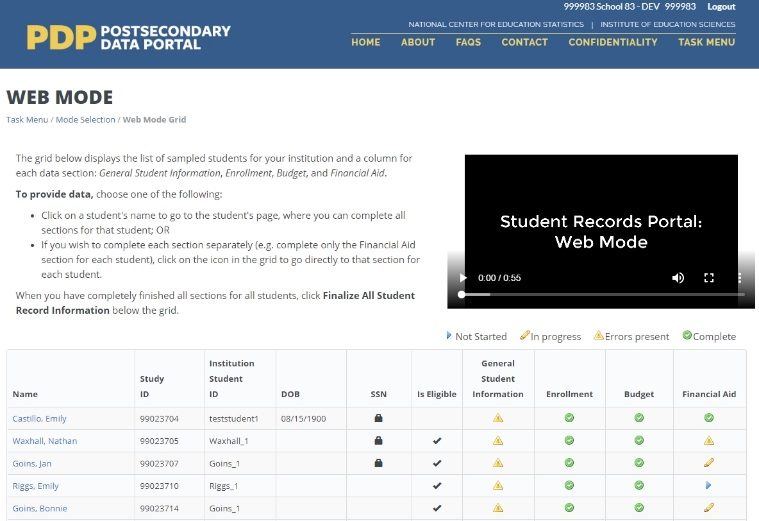 999983 School 83 - DEV 999983 Logout
NATIONAL CENTER FOR EDUCATION STATISTICS | INSTITUTE OF EDUCATION SCIENCES
PDP POSTSECONDARY
DATA PORTAL
HOME ABOUT FAQS CONTACT CONFIDENTIALITY TASK MENU
WEB MODE
Task Menu / Mode Selection / Web Mode Grid
The grid below displays the list of sampled students for your institution and a column for
each data section: General Student Information, Enrollment, Budget, and Financial Aid.
To provide data, choose one of the following:
• Click on a student's name to go to the student's page, where you can complete all
sections for that student; OR
• If you wish to complete each section separately (e.g. complete only the Financial Aid
section for each student), click on the icon in the grid to go directly to that section for
each student.
When you have completely finished all sections for all students, click Finalize All Student
Record Information below the grid.
Student Records Portal:
Web Mode
0:00 / 0:55
Not Started In progress Errors present Complete
Name Study ID Institution Student ID DOB SSN Is Eligible General Student Information Enrollment Budget Financial Aid
Castillo, Emily 99023704 teststudent1 08/15/1900
Waxhall, Nathan 99023705 Waxhall_1
Goins, Jan 99023707 Goins_1
Riggs, Emily 99023710 Riggs_1
Goins, Bonnie 99023714 Goins_1